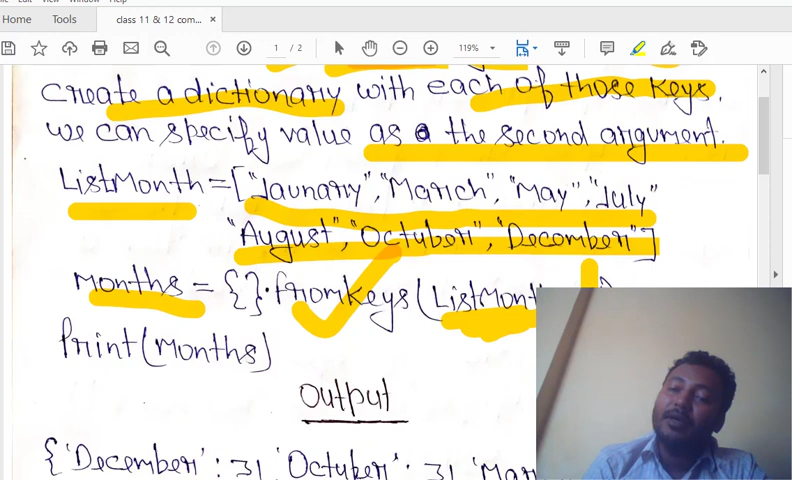 Home Tools class 11 & 12 com... ×
1 / 2 119%
Create a dictionary with each of those keys.
we can specify value as a the second argument.
ListMonth=["Jaunary","March","May","July"
"August","Octuber","Decomber"]
Months = {}.fromkeys(ListMont
Print(months)
Output
{'December': 31 'Octuber': 31 'Mar